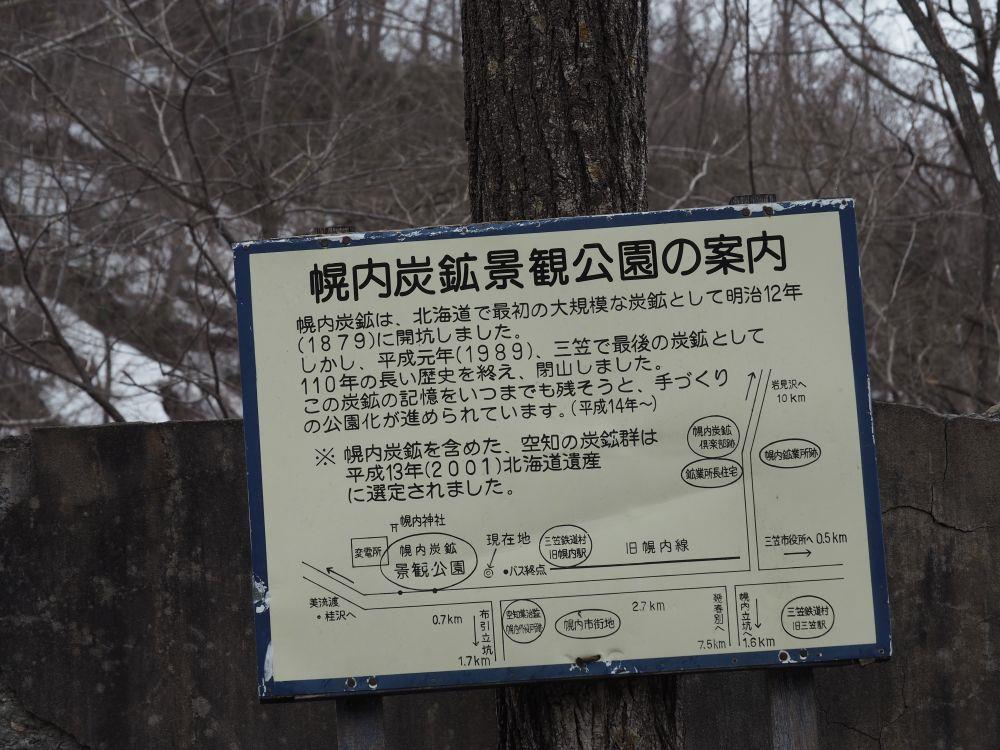 幌内炭鉱景観公園の案内
幌内炭鉱は、北海道で最初の大規模な炭鉱として明治12年
(1879)に開坑しました。
しかし、平成元年(1989)、三笠で最後の炭鉱として
110年の長い歴史を終え、閉山しました。
この炭鉱の記憶をいつまでも残そうと、手づくり
の公園化が進められています。(平成14年〜)
※ 幌内炭鉱を含めた、空知の炭鉱群は
平成13年(2001)北海道遺産
に選定されました。
岩見沢へ
10km
幌内炭鉱
倶楽部跡
幌内鉱業所跡
鉱業所長住宅
幌内神社
変電所
幌内炭鉱
景観公園
現在地
バス終点
三笠鉄道村
旧幌内駅
旧幌内線
三笠市役所へ 0.5km
美流渡
・桂沢へ
0.7km
布引立坑
1.7km
幌内市街地
2.7km
7.5km
幌内立坑へ
1.6km
三笠鉄道村
旧三笠駅